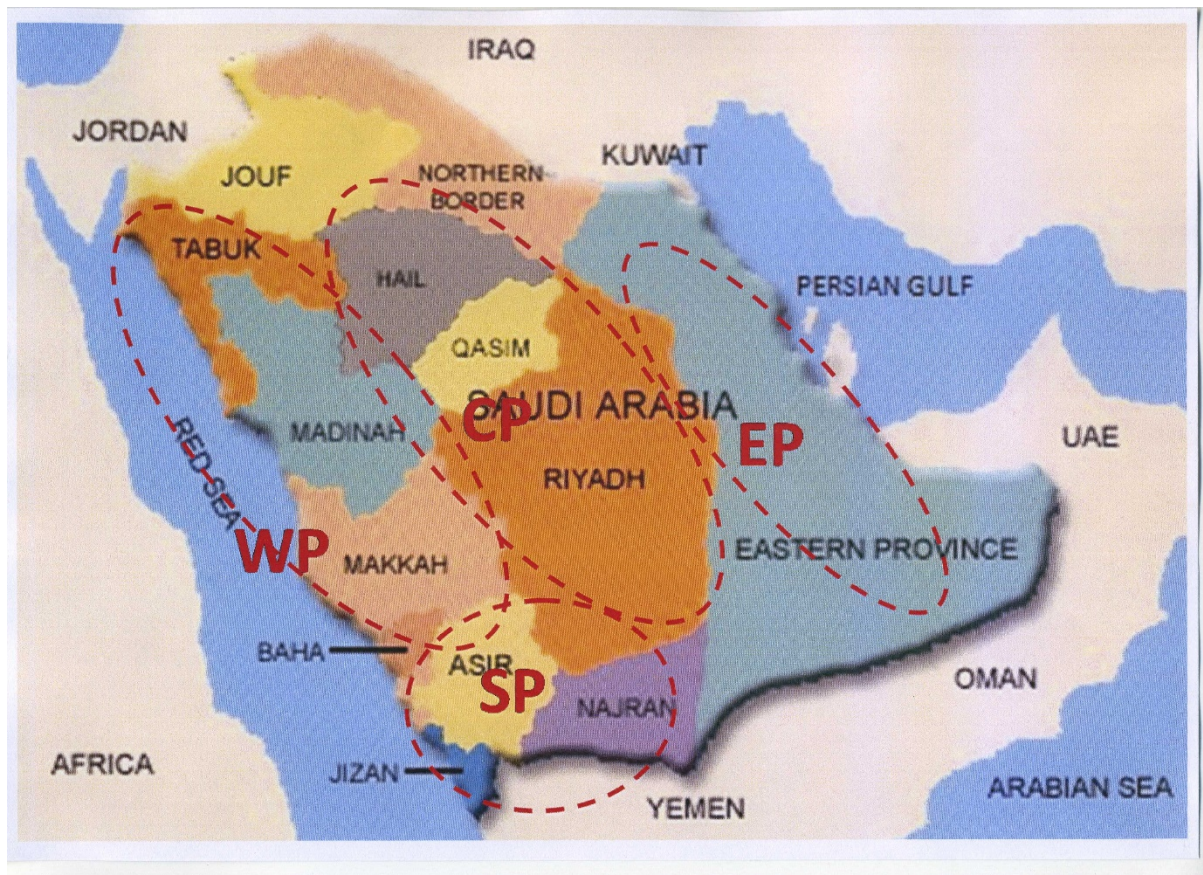 IRAQ
JORDAN
KUWAIT
JOUF
NORTHERN
BORDER
TABUK
HAIL
PERSIAN GULF
QASIM
SAUDI ARABIA
CP
EP
MADINAH
UAE
RED SEA
RIYADH
WP
MAKKAH
EASTERN PROVINCE
BAHA
ASIR
SP
NAJRAN
OMAN
AFRICA
JIZAN
YEMEN
ARABIAN SEA